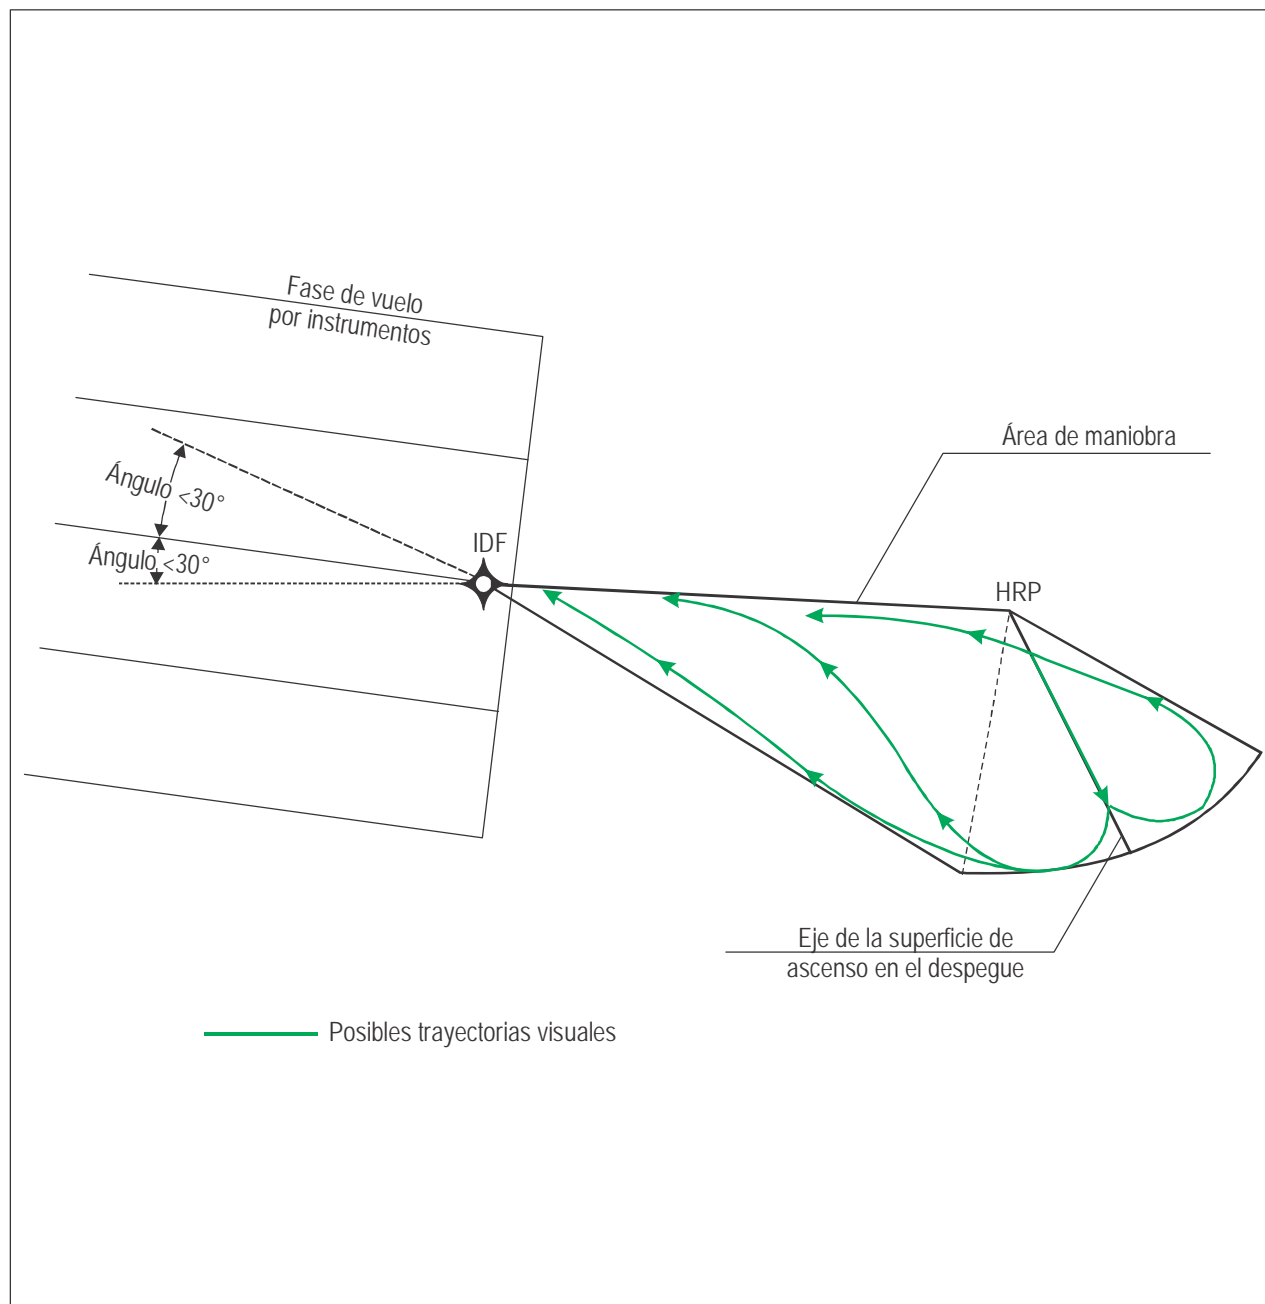 Fase de vuelo
por instrumentos
Área de maniobra
Ángulo <30°
IDF
Ángulo <30°
HRP
Eje de la superficie de
ascenso en el despegue
Posibles trayectorias visuales